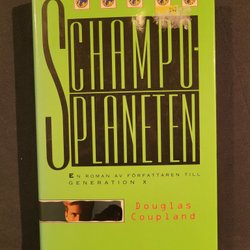 SCHAMPO-
PLANETEN
EN ROMAN AV FÖRFATTAREN TILL
GENERATION X
Douglas
Coupland